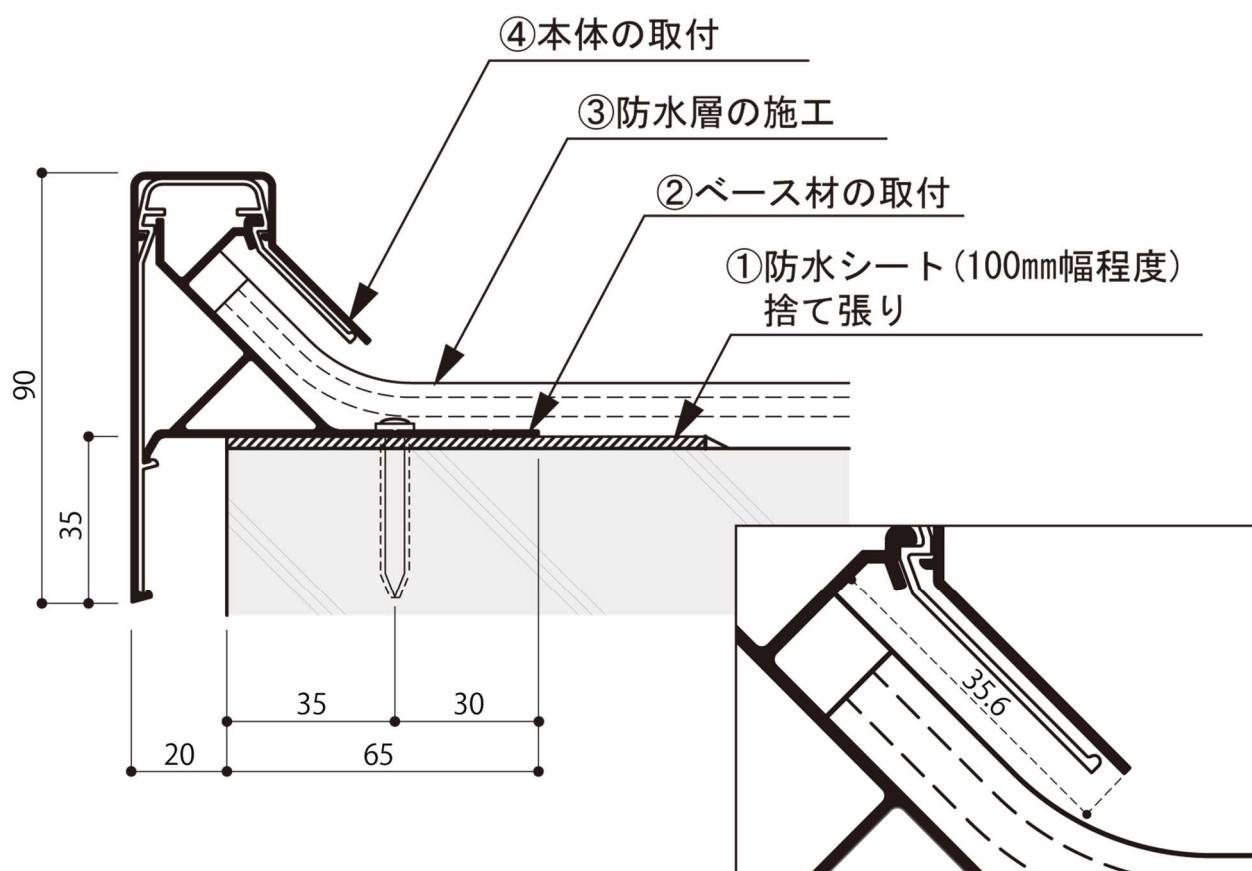 ④本体の取付
③防水層の施工
②ベース材の取付
①防水シート(100㎜幅程度)
捨て張り
90
35
35
30
20
65
35.6